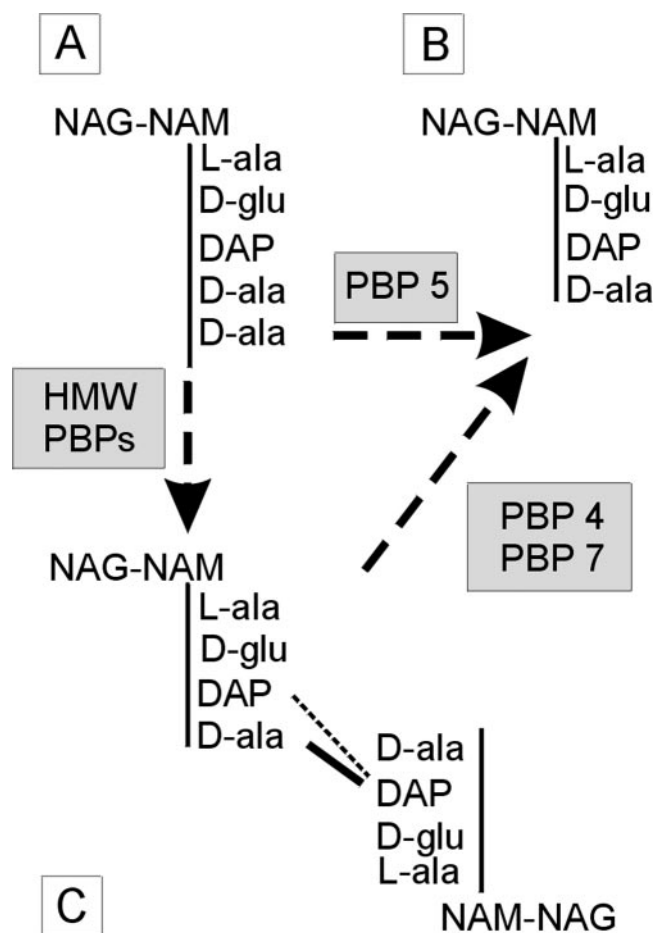 A
NAG-NAM
L-ala
D-glu
DAP
D-ala
D-ala
B
NAG-NAM
L-ala
D-glu
DAP
D-ala
PBP 5
HMW
PBPs
PBP 4
PBP 7
NAG-NAM
L-ala
D-glu
DAP
D-ala
D-ala
DAP
D-glu
L-ala
NAM-NAG
C